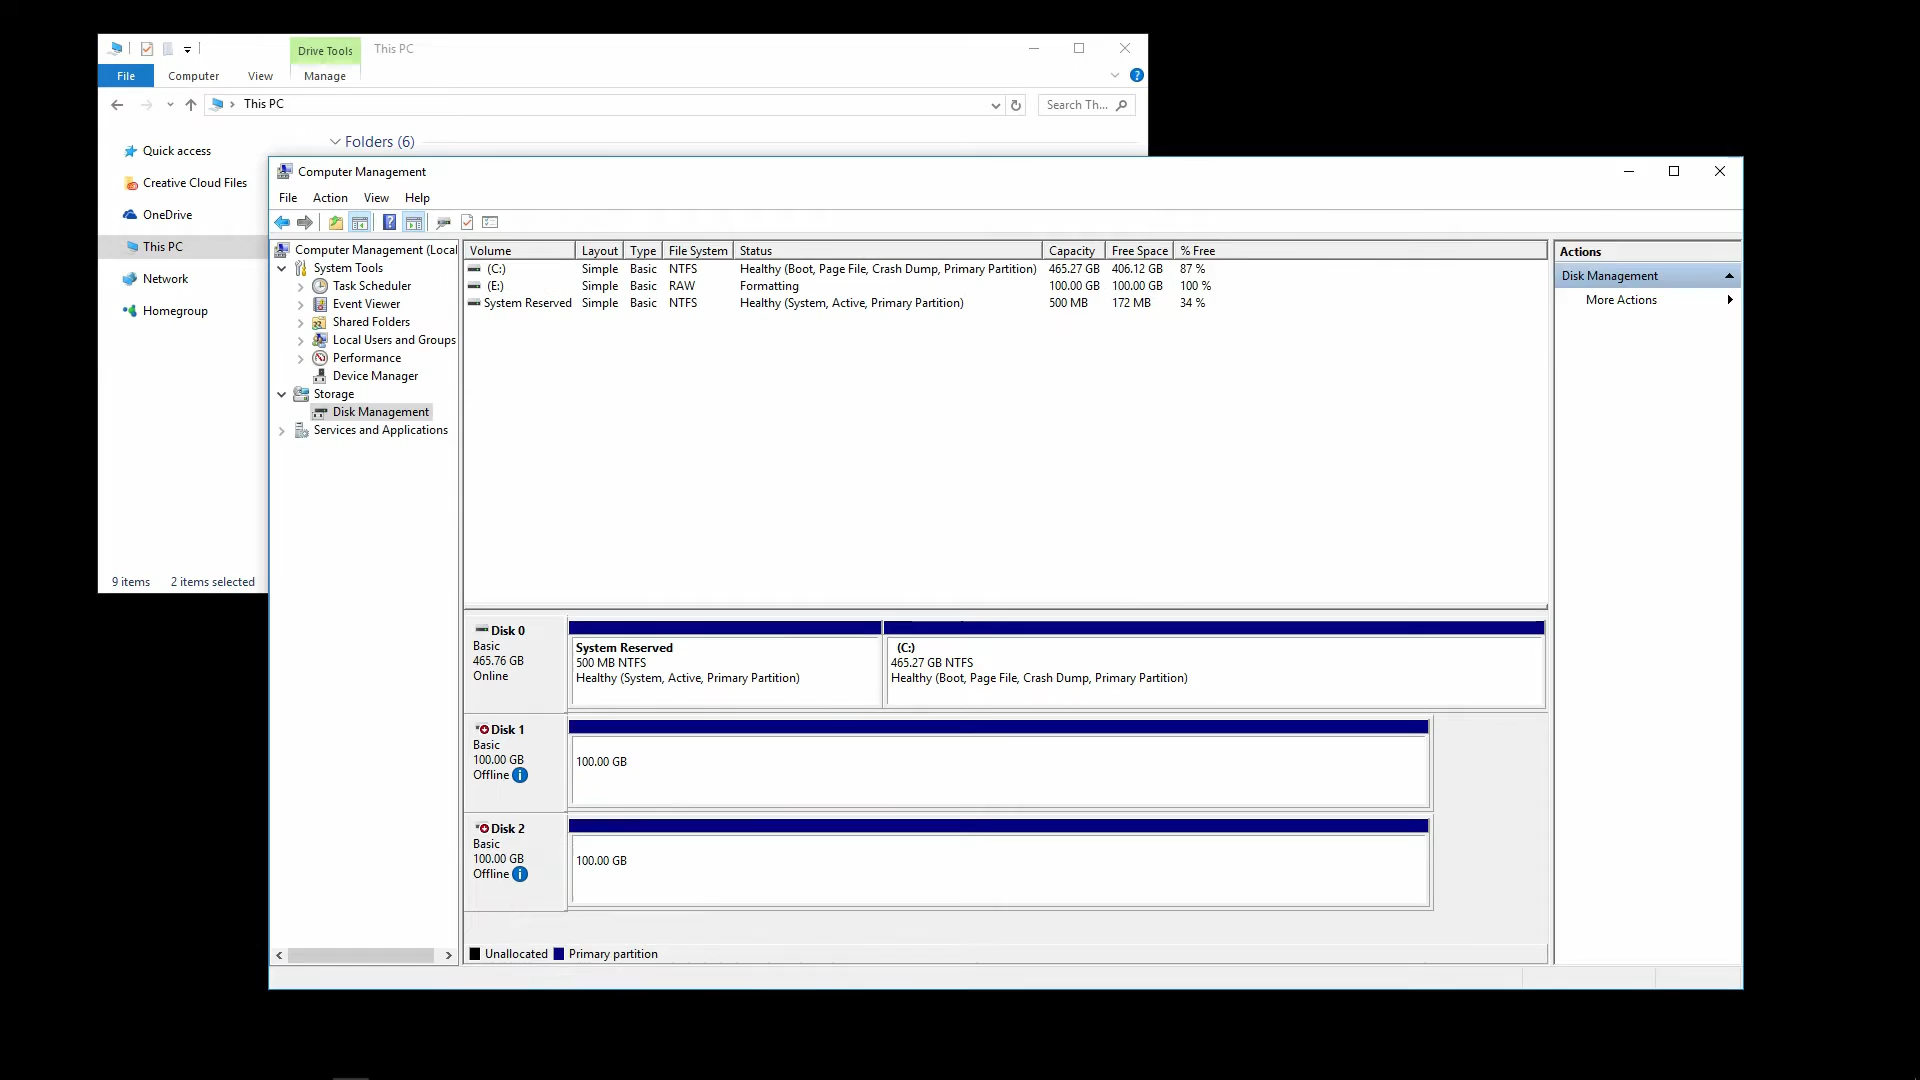 Drive Tools
This PC
File
Computer
View
Manage
This PC
Search Th...
Folders (6)
Quick access
Creative Cloud Files
OneDrive
This PC
Network
Homegroup
9 items
2 items selected
Computer Management
File
Action
View
Help
Computer Management (Local
System Tools
Task Scheduler
Event Viewer
Shared Folders
Local Users and Groups
Performance
Device Manager
Storage
Disk Management
Services and Applications
Volume Layout Type File System Status Capacity Free Space % Free
(C:) Simple Basic NTFS Healthy (Boot, Page File, Crash Dump, Primary Partition) 465.27 GB 406.12 GB 87 %
(E:) Simple Basic RAW Formatting 100.00 GB 100.00 GB 100 %
System Reserved Simple Basic NTFS Healthy (System, Active, Primary Partition) 500 MB 172 MB 34 %
Actions
Disk Management
More Actions
Disk 0
Basic
465.76 GB
Online
System Reserved
500 MB NTFS
Healthy (System, Active, Primary Partition)
(C:)
465.27 GB NTFS
Healthy (Boot, Page File, Crash Dump, Primary Partition)
Disk 1
Basic
100.00 GB
Offline
100.00 GB
Disk 2
Basic
100.00 GB
Offline
100.00 GB
Unallocated
Primary partition